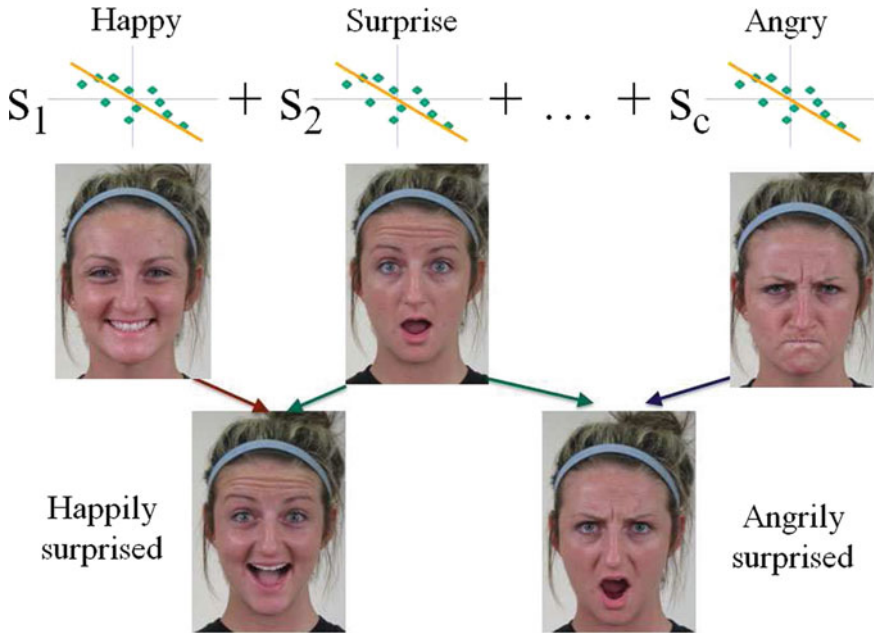 Happy Surprise Angry
S1 + S2 + ... + Sc
Happily
surprised
Angrily
surprised